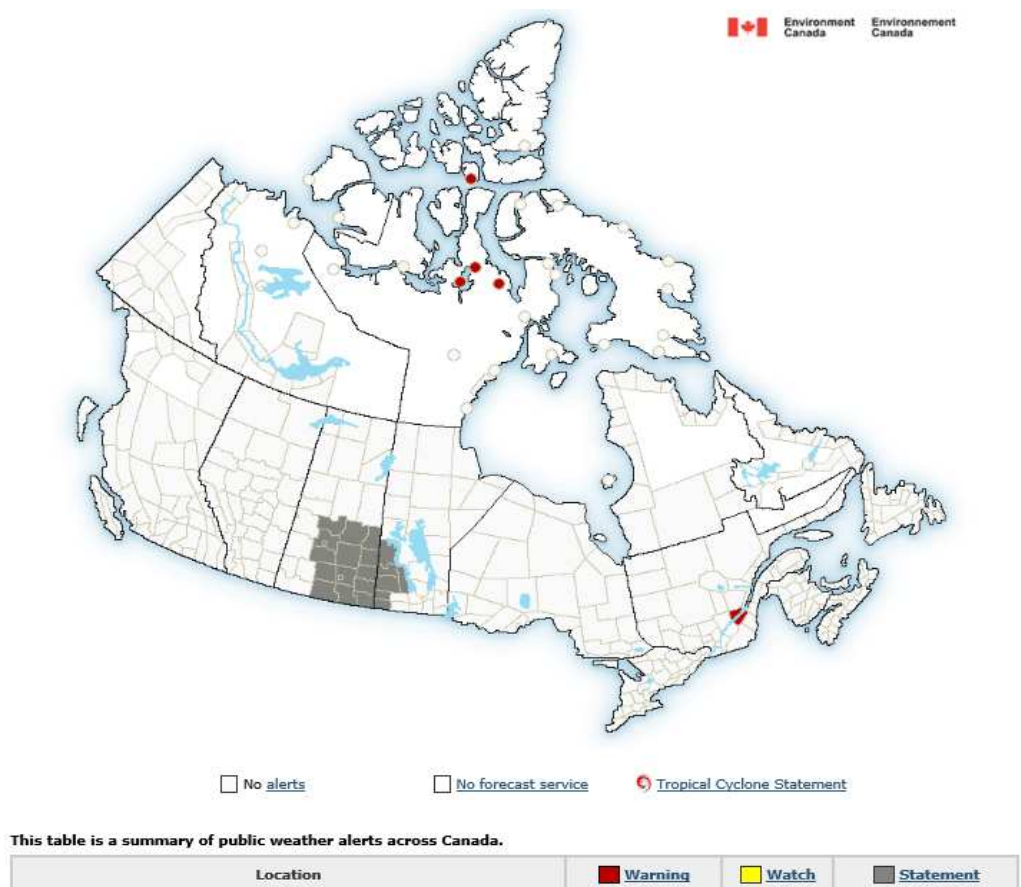 Environment Environnement
Canada Canada
No alerts No forecast service Tropical Cyclone Statement
This table is a summary of public weather alerts across Canada.
Location Warning Watch Statement